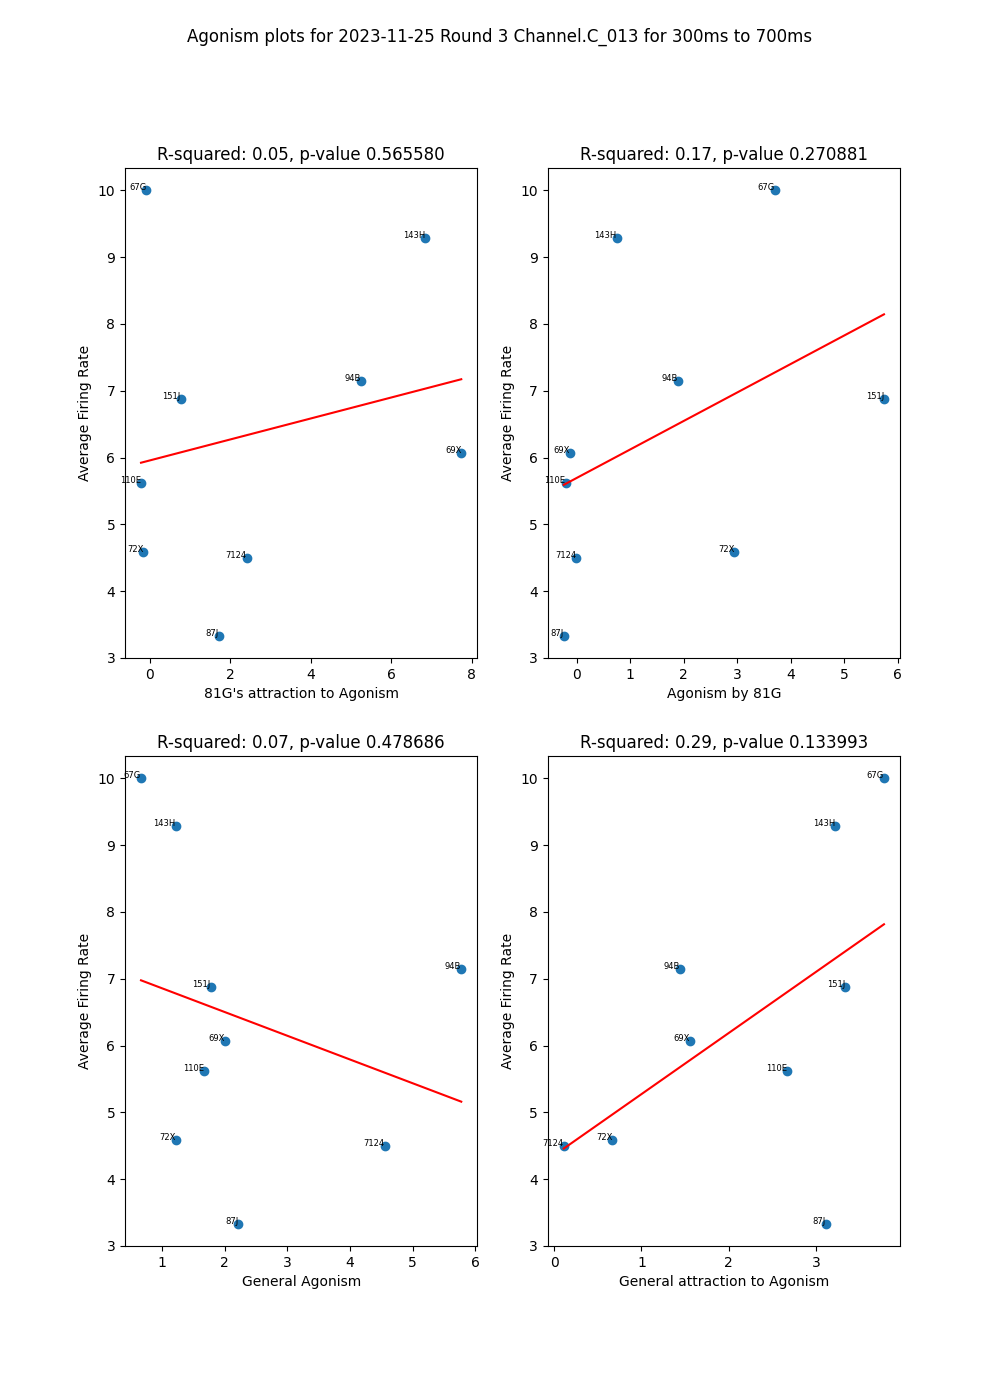 Agonism plots for 2023-11-25 Round 3 Channel.C_013 for 300ms to 700ms
R-squared: 0.05, p-value 0.565580
10
9
8
7
6
5
4
3
Average Firing Rate
67G
143H
94B
151J
69X
110E
72X
7124
87J
0
2
4
6
8
81G's attraction to Agonism
R-squared: 0.17, p-value 0.270881
10
9
8
7
6
5
4
3
Average Firing Rate
67G
143H
94B
151J
69X
110E
72X
7124
87J
0
1
2
3
4
5
6
Agonism by 81G
R-squared: 0.07, p-value 0.478686
10
9
8
7
6
5
4
3
Average Firing Rate
67G
143H
94B
151J
69X
110E
72X
7124
87J
1
2
3
4
5
6
General Agonism
R-squared: 0.29, p-value 0.133993
10
9
8
7
6
5
4
3
Average Firing Rate
67G
143H
94B
151J
69X
110E
7124
72X
87J
0
1
2
3
General attraction to Agonism